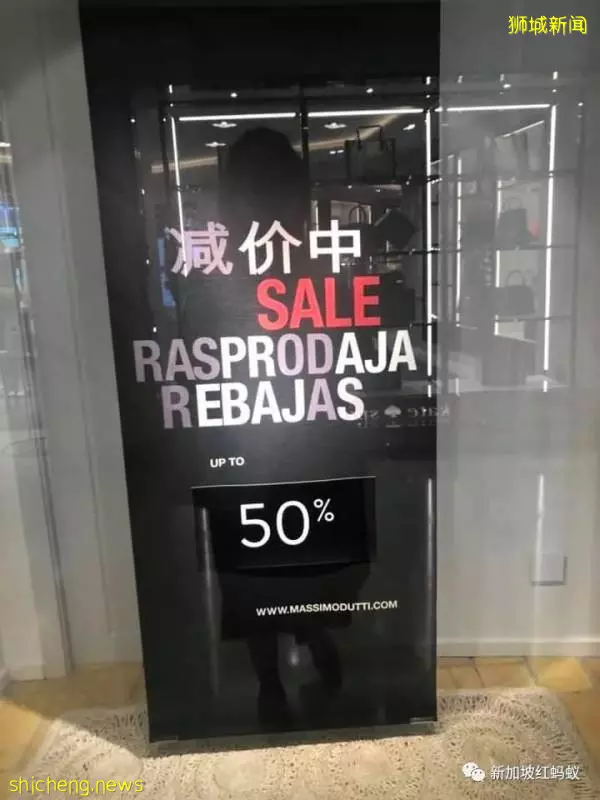 狮城新闻
减价中
SALE
RASPRODAJA
REBAJAS
kate ♠
UP TO
50%
WWW.MASSIMODUTTI.COM
新加坡红蚂蚁
shicheng.news